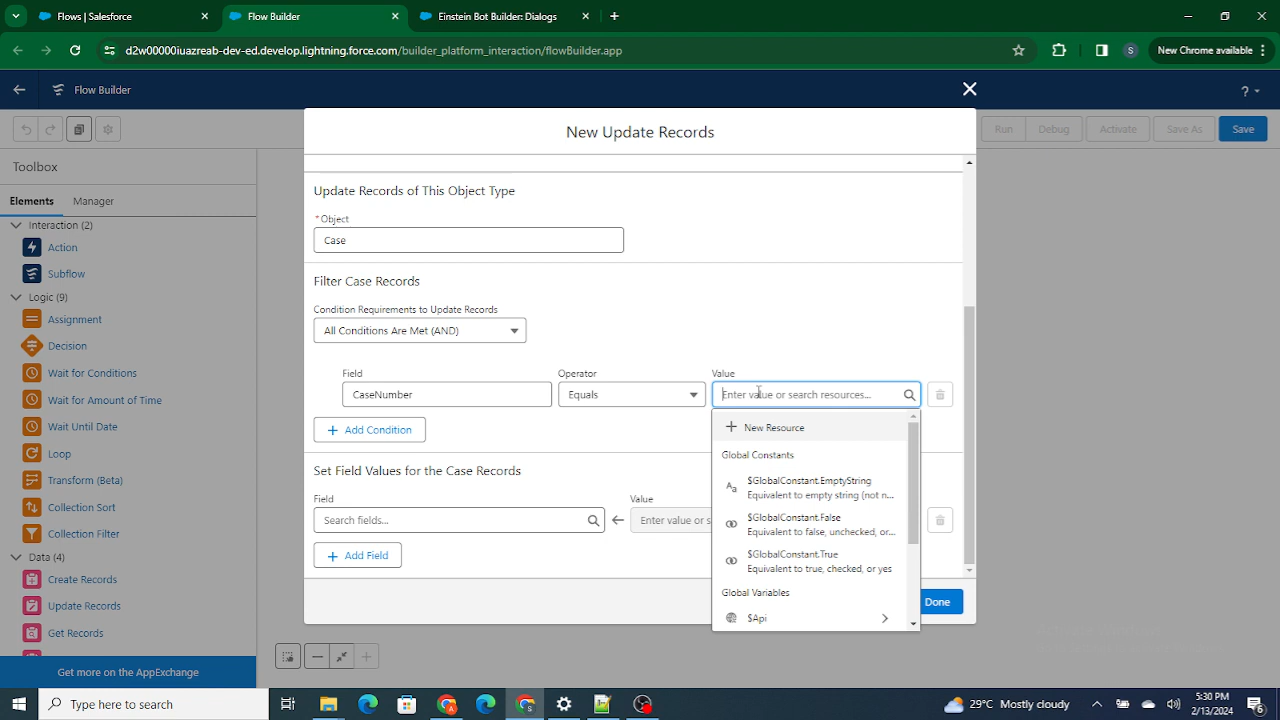 Flows | Salesforce
Flow Builder
Einstein Bot Builder: Dialogs
d2w00000iuazreab-dev-ed.develop.lightning.force.com/builder_platform_interaction/flowBuilder.app
S
New Chrome available
Flow Builder
?
New Update Records
Run
Debug
Activate
Save As
Save
Toolbox
Elements
Manager
Interaction (2)
Action
Subflow
Logic (9)
Assignment
Decision
Wait for Conditions
Wait for Amount of Time
Wait Until Date
Loop
Transform (Beta)
Collection Sort
Collection Filter
Data (4)
Create Records
Update Records
Get Records
Get more on the AppExchange
Update Records of This Object Type
* Object
Case
Filter Case Records
Condition Requirements to Update Records
All Conditions Are Met (AND)
Field
Operator
Value
CaseNumber
Equals
Enter value or search resources...
+ Add Condition
+ New Resource
Global Constants
$GlobalConstant.EmptyString
Equivalent to empty string (not n...
$GlobalConstant.False
Equivalent to false, unchecked, or...
$GlobalConstant.True
Equivalent to true, checked, or yes
Global Variables
$Api
Set Field Values for the Case Records
Field
Value
Search fields...
Enter value or s
+ Add Field
Done
Type here to search
29°C Mostly cloudy
5:30 PM
2/13/2024
6